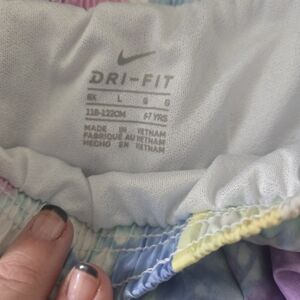 DRI-FIT
6X L G G
116-122CM 6-7 YRS
MADE IN VIETNAM
FABRIQUÉ AU VIETNAM
HECHO EN VIETNAM